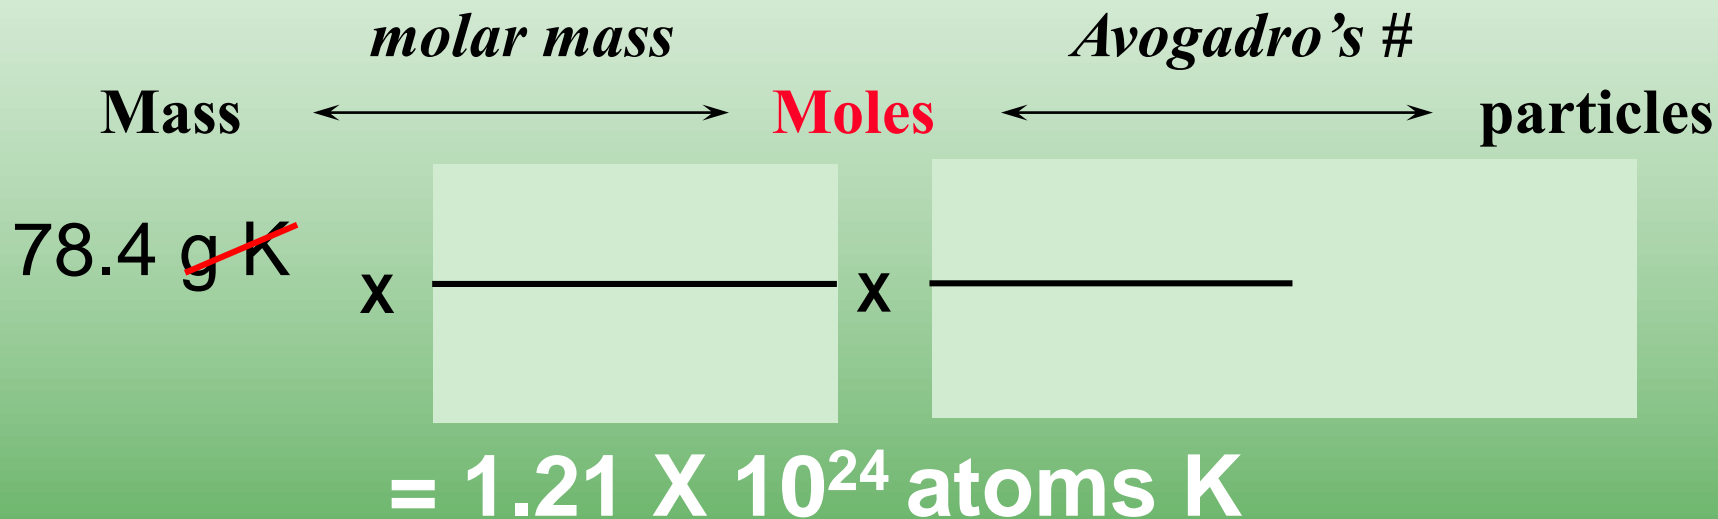 molar mass Avogadro’s #
Mass Moles particles
78.4 g K x x
= 1.21 X 10²⁴ atoms K